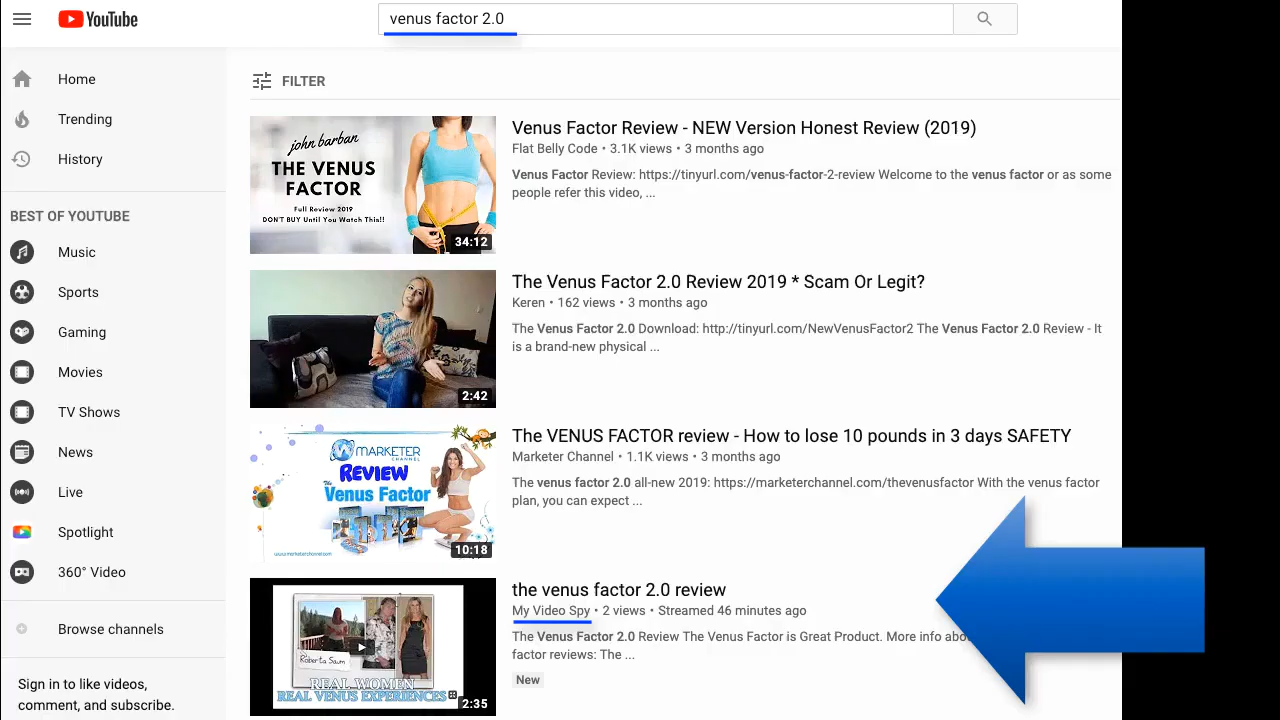 YouTube
venus factor 2.0
Home
Trending
History
BEST OF YOUTUBE
Music
Sports
Gaming
Movies
TV Shows
News
Live
Spotlight
360° Video
Browse channels
Sign in to like videos,
comment, and subscribe.
FILTER
john barban
THE VENUS
FACTOR
Full Review 2019
DON'T BUY Until You Watch This!!
34:12
Venus Factor Review - NEW Version Honest Review (2019)
Flat Belly Code • 3.1K views • 3 months ago
Venus Factor Review: https://tinyurl.com/venus-factor-2-review Welcome to the venus factor or as some
people refer this video, ...
2:42
The Venus Factor 2.0 Review 2019 * Scam Or Legit?
Keren • 162 views • 3 months ago
The Venus Factor 2.0 Download: http://tinyurl.com/NewVenusFactor2 The Venus Factor 2.0 Review - It
is a brand-new physical ...
MARKETER
CHANNEL
REVIEW
The Venus Factor
www.marketerchannel.com
10:18
The VENUS FACTOR review - How to lose 10 pounds in 3 days SAFETY
Marketer Channel • 1.1K views • 3 months ago
The venus factor 2.0 all-new 2019: https://marketerchannel.com/thevenusfactor With the venus factor
plan, you can expect ...
Roberta Saum
REAL WOMEN
REAL VENUS EXPERIENCES
2:35
the venus factor 2.0 review
My Video Spy • 2 views • Streamed 46 minutes ago
The Venus Factor 2.0 Review The Venus Factor is Great Product. More info
factor reviews: The ...
New